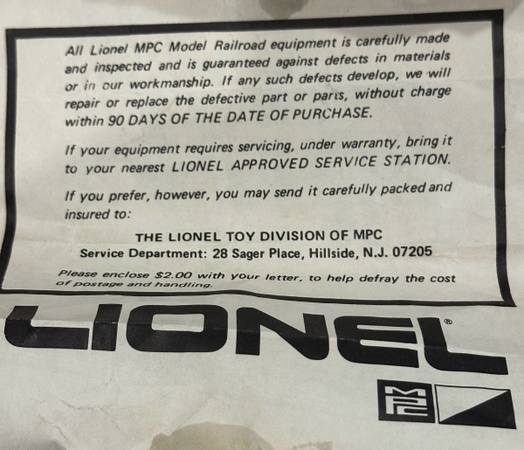 All Lionel MPC Model Railroad equipment is carefully made
and inspected and is guaranteed against defects in materials
or in our workmanship. If any such defects develop, we will
repair or replace the defective part or parts, without charge
within 90 DAYS OF THE DATE OF PURCHASE.
If your equipment requires servicing, under warranty, bring it
to your nearest LIONEL APPROVED SERVICE STATION.
If you prefer, however, you may send it carefully packed and
insured to:
THE LIONEL TOY DIVISION OF MPC
Service Department: 28 Sager Place, Hillside, N.J. 07205
Please enclose $2.00 with your letter, to help defray the cost
of postage and handling.
LIONEL®
MPC